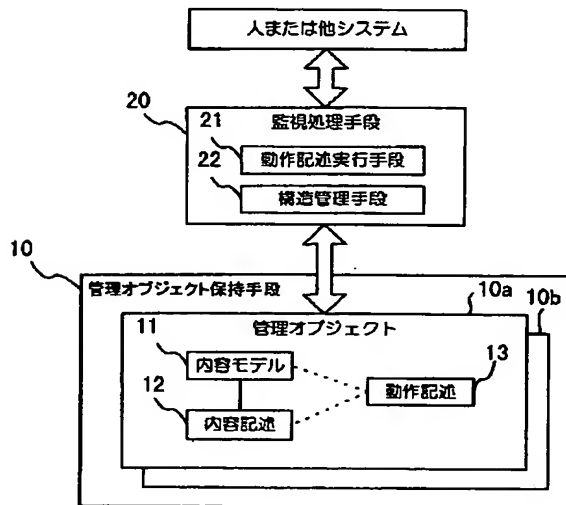 人または他システム
20
監視処理手段
21
動作記述実行手段
22
構造管理手段
10
管理オブジェクト保持手段
10a
10b
管理オブジェクト
11
内容モデル
13
動作記述
12
内容記述